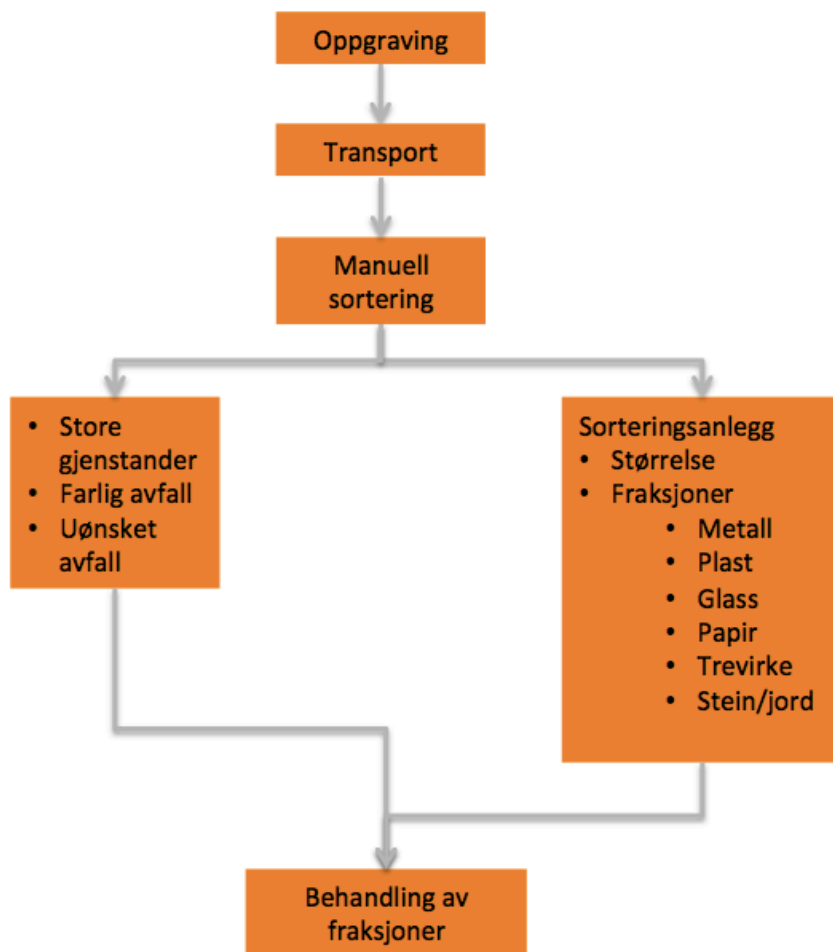 Oppgraving
Transport
Manuell
sortering
• Store
gjenstander
• Farlig avfall
• Uønsket
avfall
Sorteringsanlegg
• Størrelse
• Fraksjoner
• Metall
• Plast
• Glass
• Papir
• Trevirke
• Stein/jord
Behandling av
fraksjoner